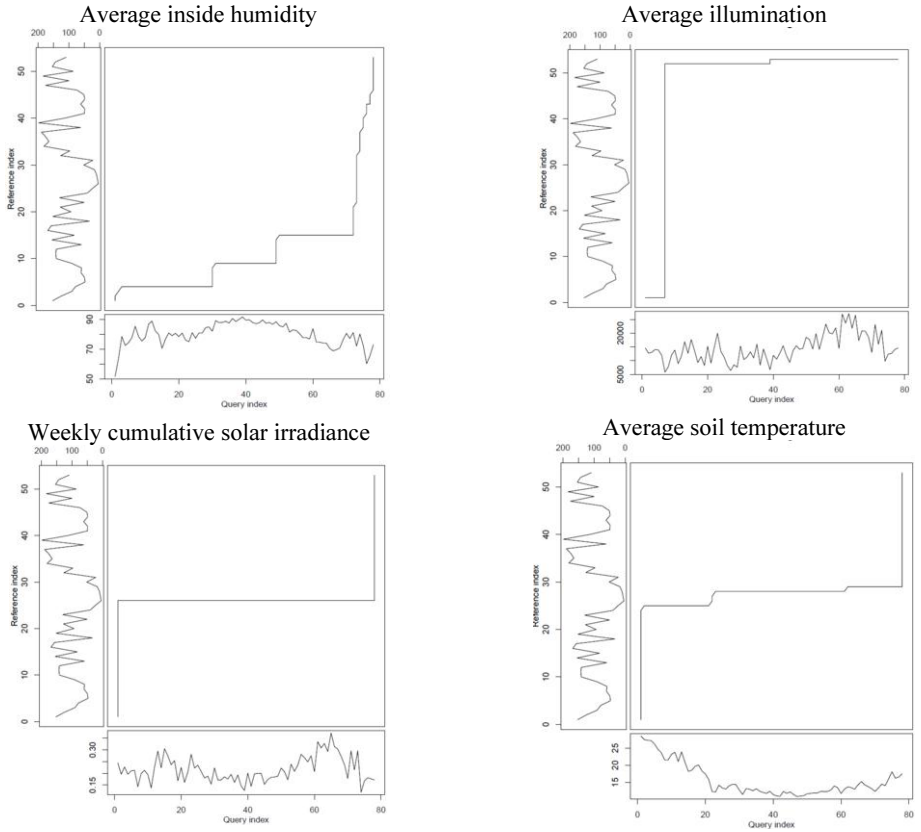 Average inside humidity
200 100 0
Reference index
0 10 20 30 40 50
50 70 90
0 20 40 60 80
Query index
Average illumination
200 100 0
Reference index
0 10 20 30 40 50
5000 20000
0 20 40 60 80
Query index
Weekly cumulative solar irradiance
200 100 0
Reference index
0 10 20 30 40 50
0.15 0.30
0 20 40 60 80
Query index
Average soil temperature
200 100 0
Reference index
0 10 20 30 40 50
15 20 25
0 20 40 60 80
Query index